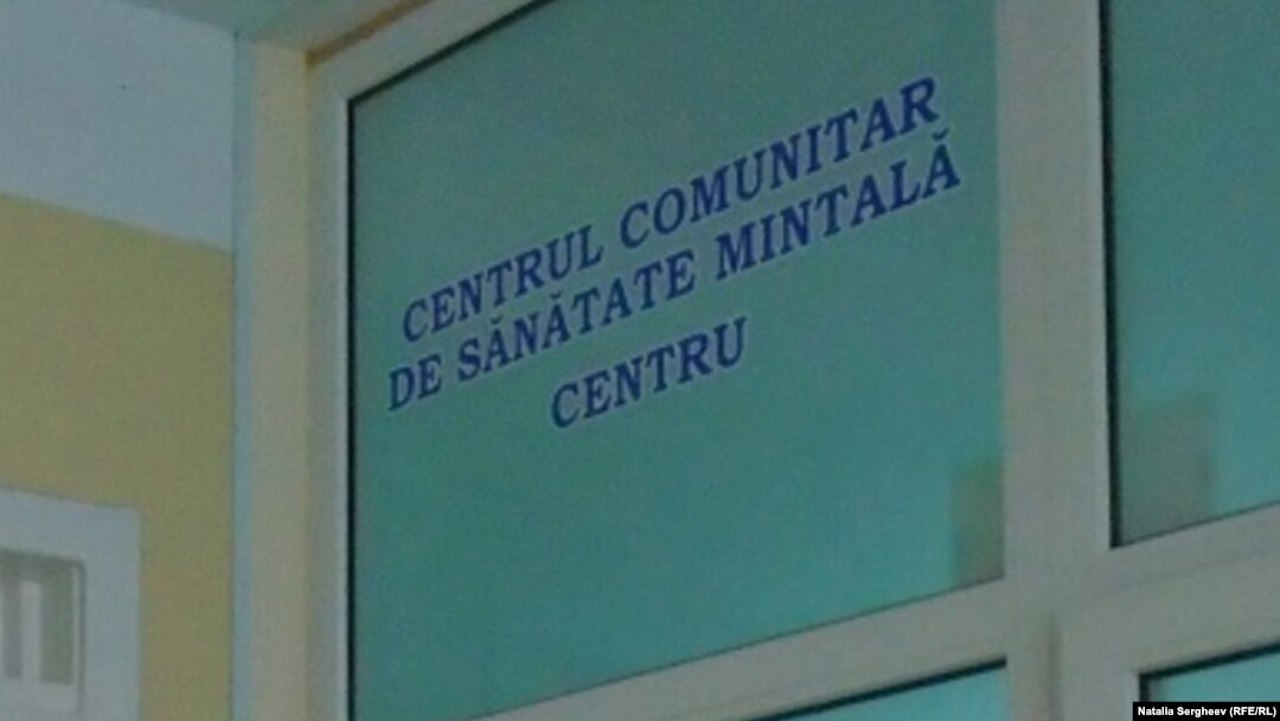 CENTRUL COMUNITAR
DE SĂNĂTATE MINTALĂ
CENTRU
Natalia Sergheev (RFE/RL)